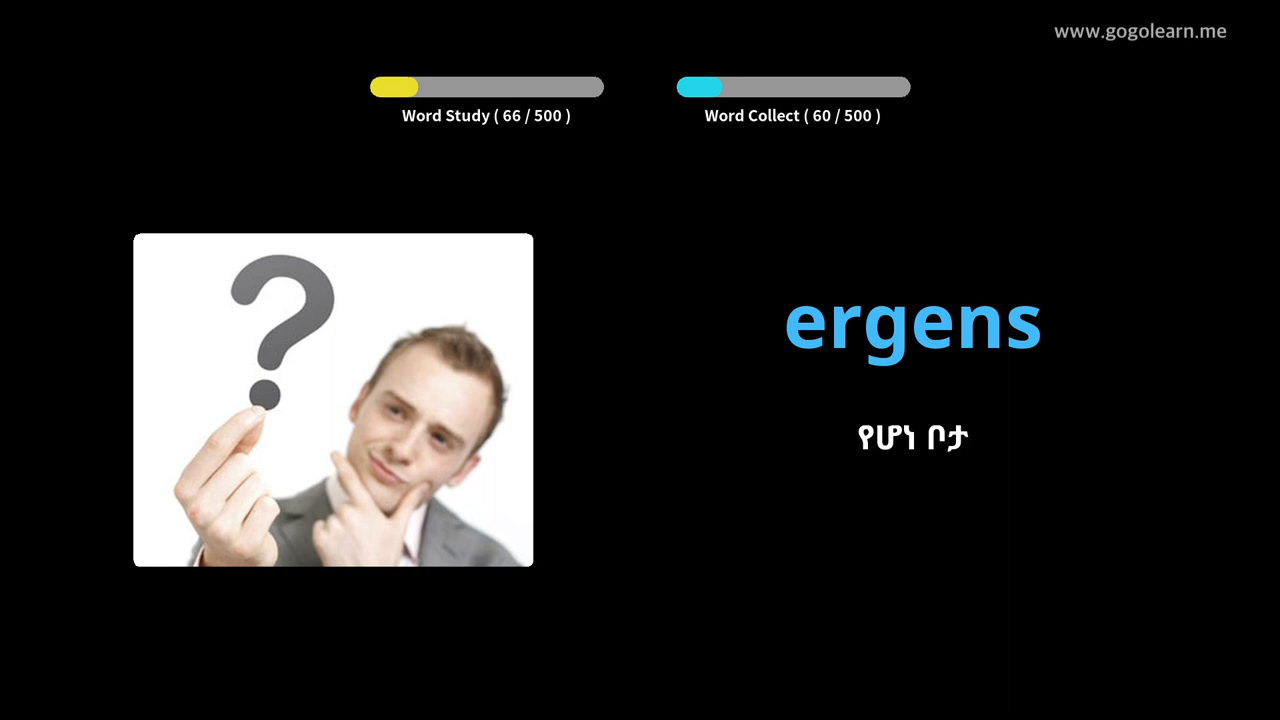 www.gogolearn.me
Word Study ( 66 / 500 )
Word Collect ( 60 / 500 )
?
ergens
የሆነ ቦታ